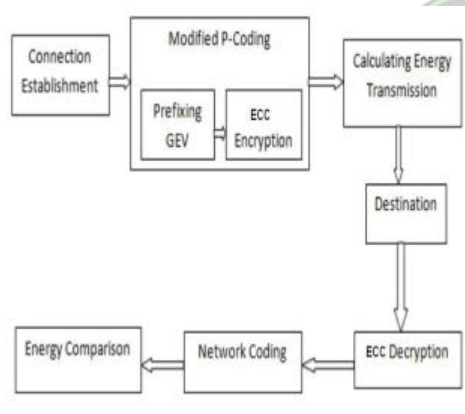 Connection
Establishment
Modified P-Coding
Prefixing
GEV
ECC
Encryption
Calculating Energy
Transmission
Destination
ECC Decryption
Network Coding
Energy Comparison